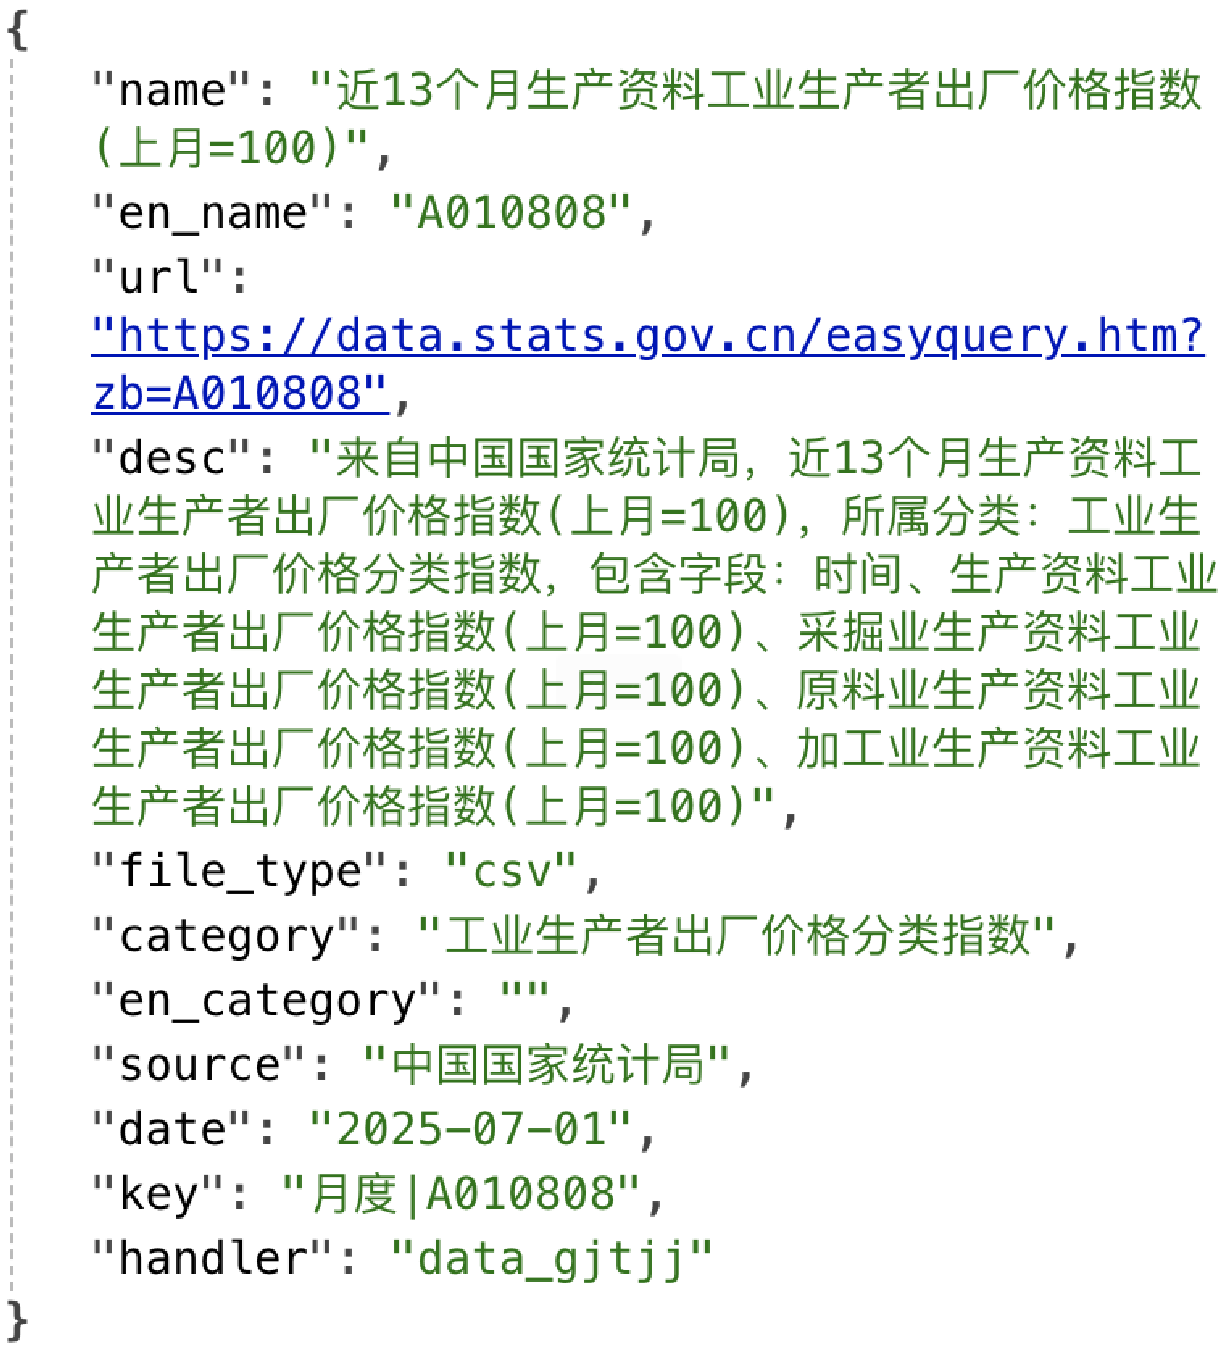 {
"name": "近13个月生产资料工业生产者出厂价格指数
(上月=100)",
"en_name": "A010808",
"url":
"https://data.stats.gov.cn/easyquery.htm?
zb=A010808",
"desc": "来自中国国家统计局，近13个月生产资料工
业生产者出厂价格指数(上月=100)，所属分类：工业生
产者出厂价格分类指数，包含字段：时间、生产资料工业
生产者出厂价格指数(上月=100)、采掘业生产资料工业
生产者出厂价格指数(上月=100)、原料业生产资料工业
生产者出厂价格指数(上月=100)、加工业生产资料工业
生产者出厂价格指数(上月=100)",
"file_type": "csv",
"category": "工业生产者出厂价格分类指数",
"en_category": "",
"source": "中国国家统计局",
"date": "2025-07-01",
"key": "月度|A010808",
"handler": "data_gjtjj"
}